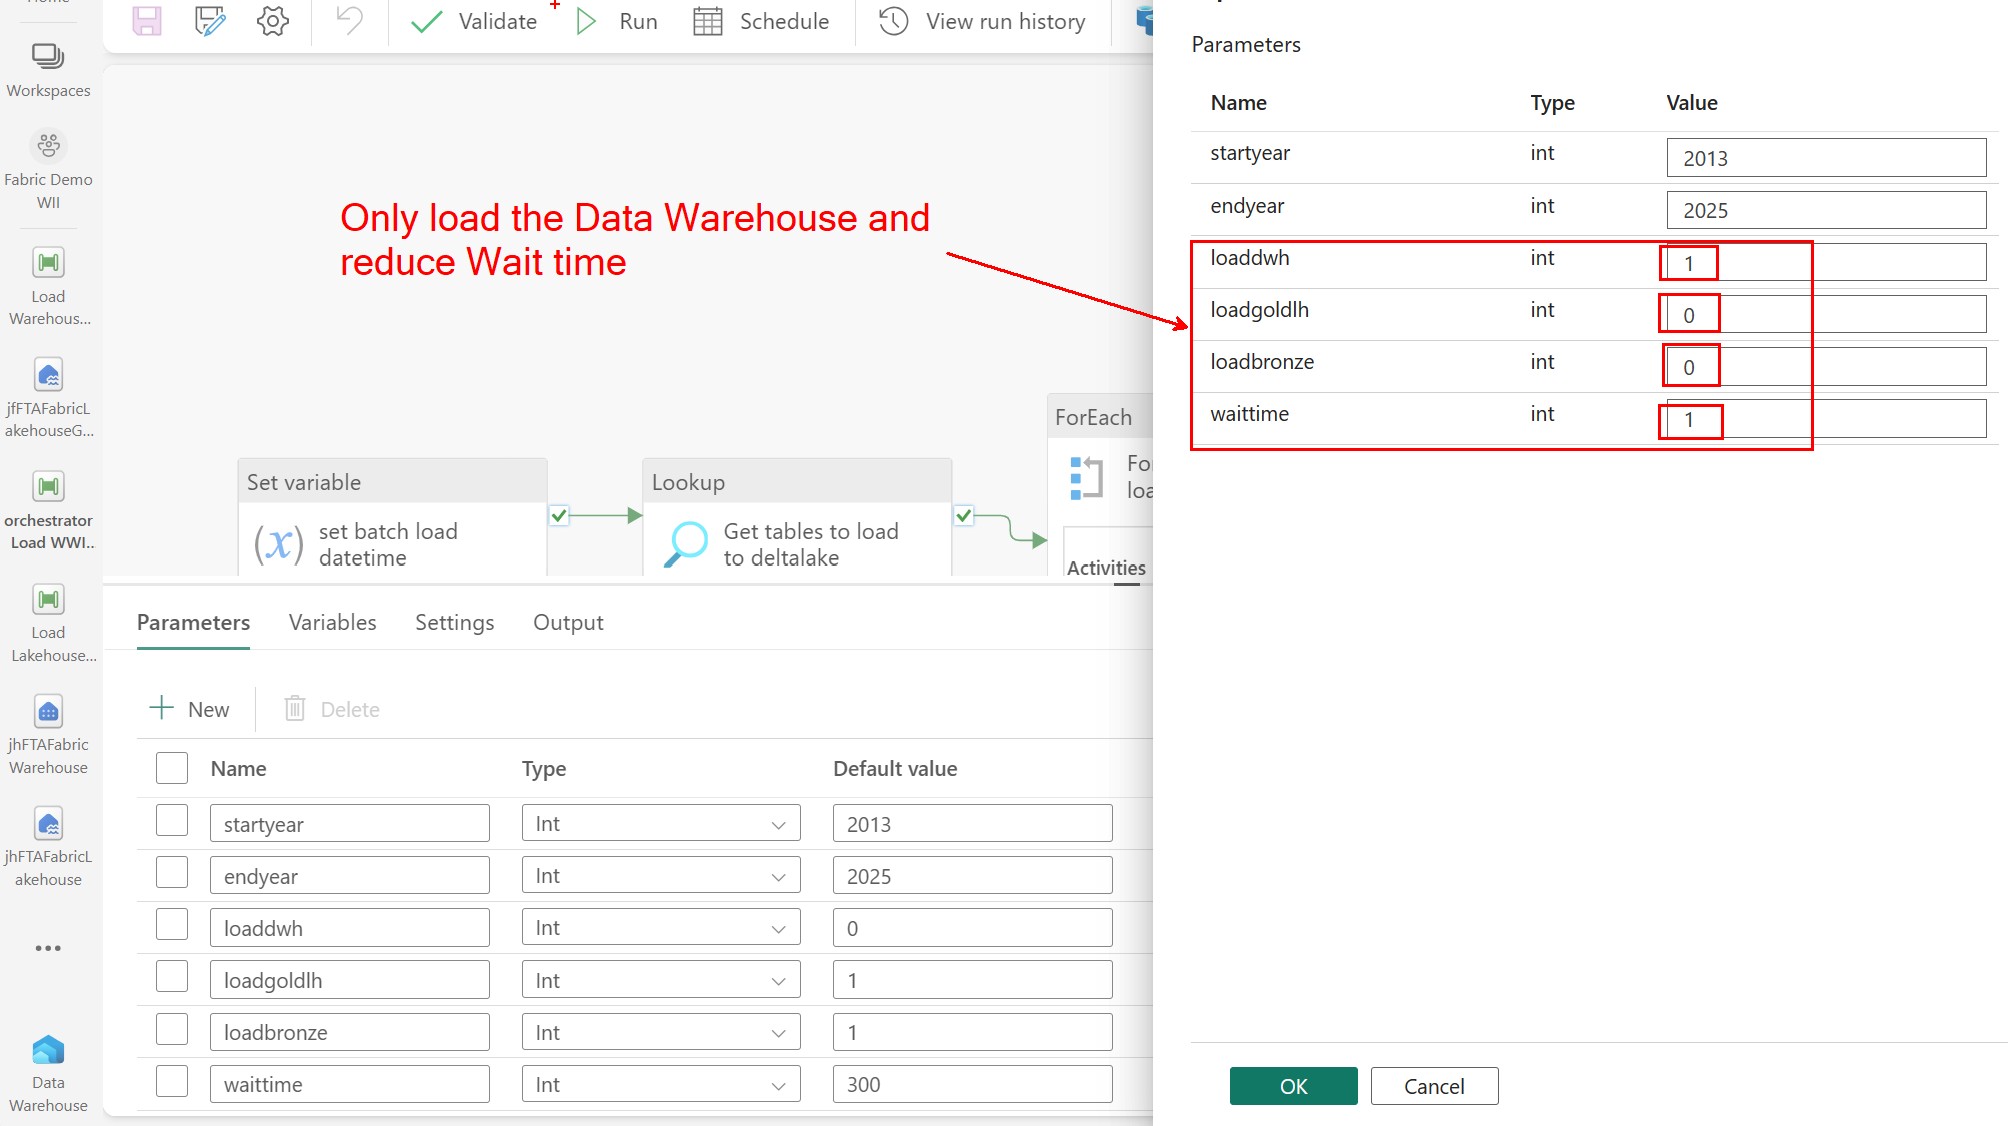 Workspaces
Fabric Demo
WII
Load
Warehous...
jfFTAFabricL
akehouseG...
orchestrator
Load WWI..
Load
Lakehouse...
jhFTAFabric
Warehouse
jhFTAFabricL
akehouse
Data
Warehouse
Validate
Run
Schedule
View run history
Only load the Data Warehouse and
reduce Wait time
Set variable
(x) set batch load
datetime
Lookup
Get tables to load
to deltalake
ForEach
Activities
Parameters Variables Settings Output
New Delete
Name Type Default value
startyear Int 2013
endyear Int 2025
loaddwh Int 0
loadgoldlh Int 1
loadbronze Int 1
waittime Int 300
Parameters
Name Type Value
startyear int 2013
endyear int 2025
loaddwh int 1
loadgoldlh int 0
loadbronze int 0
waittime int 1
OK Cancel